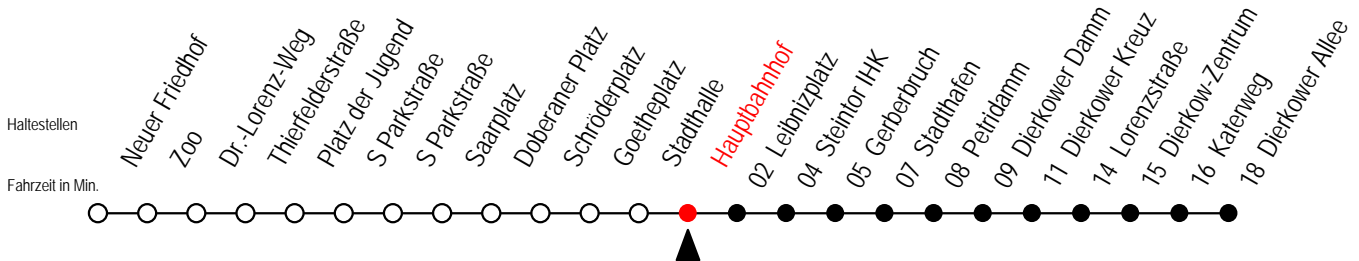 Haltestellen
Neuer Friedhof
Zoo
Dr.-Lorenz-Weg
Thierfelderstraße
Platz der Jugend
S Parkstraße
S Parkstraße
Saarplatz
Doberaner Platz
Schröderplatz
Goetheplatz
Stadthalle
Hauptbahnhof
02 Leibnizplatz
04 Steintor IHK
05 Gerberbruch
07 Stadthafen
08 Petridamm
09 Dierkower Damm
11 Dierkower Kreuz
14 Lorenzstraße
15 Dierkow-Zentrum
16 Katerweg
18 Dierkower Allee
Fahrzeit in Min.